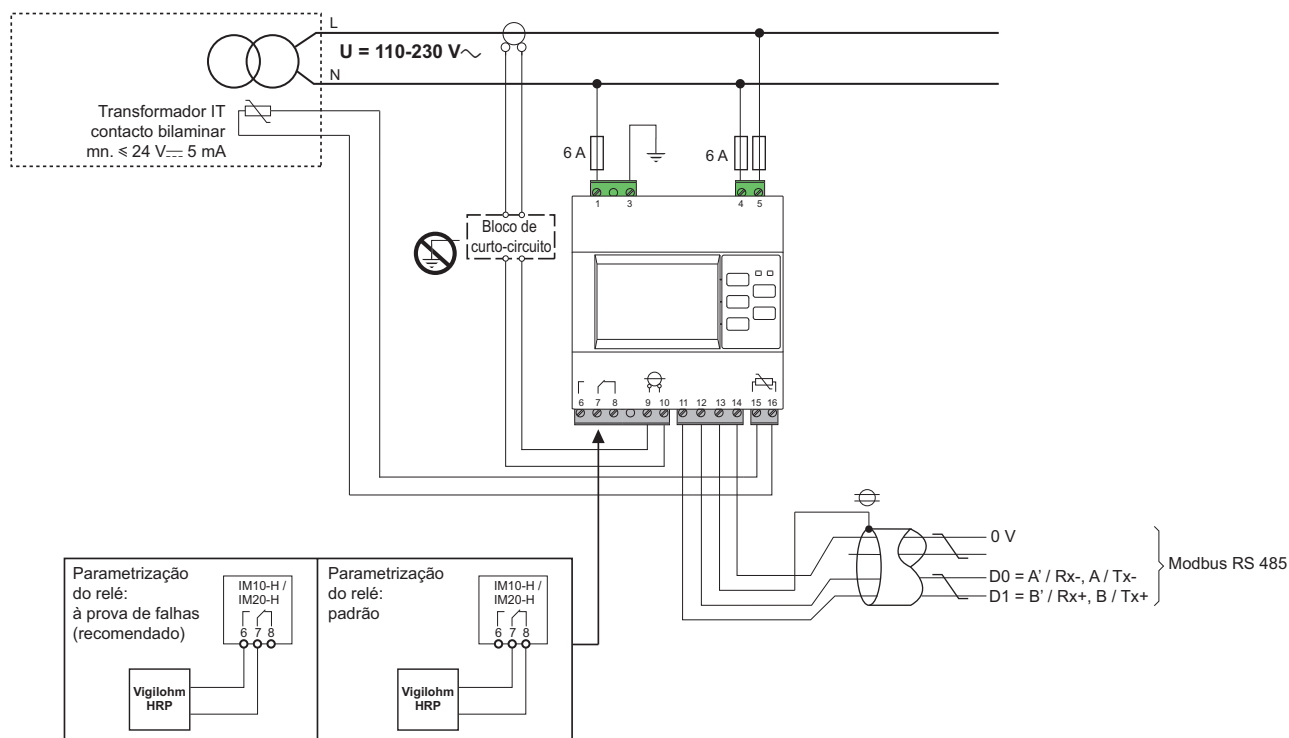 L
U = 110-230 V
N
Transformador IT
contacto bilaminar
mn. ⩽ 24 V⎓ 5 mA
6 A
6 A
1 3 4 5
Bloco de
curto-circuito
6 7 8 9 10 11 12 13 14 15 16
0 V
D0 = A’ / Rx-, A / Tx-
D1 = B’ / Rx+, B / Tx+
Modbus RS 485
Parametrização
do relé:
à prova de falhas
(recomendado)
IM10-H /
IM20-H
6 7 8
Vigilohm
HRP
Parametrização
do relé:
padrão
IM10-H /
IM20-H
6 7 8
Vigilohm
HRP